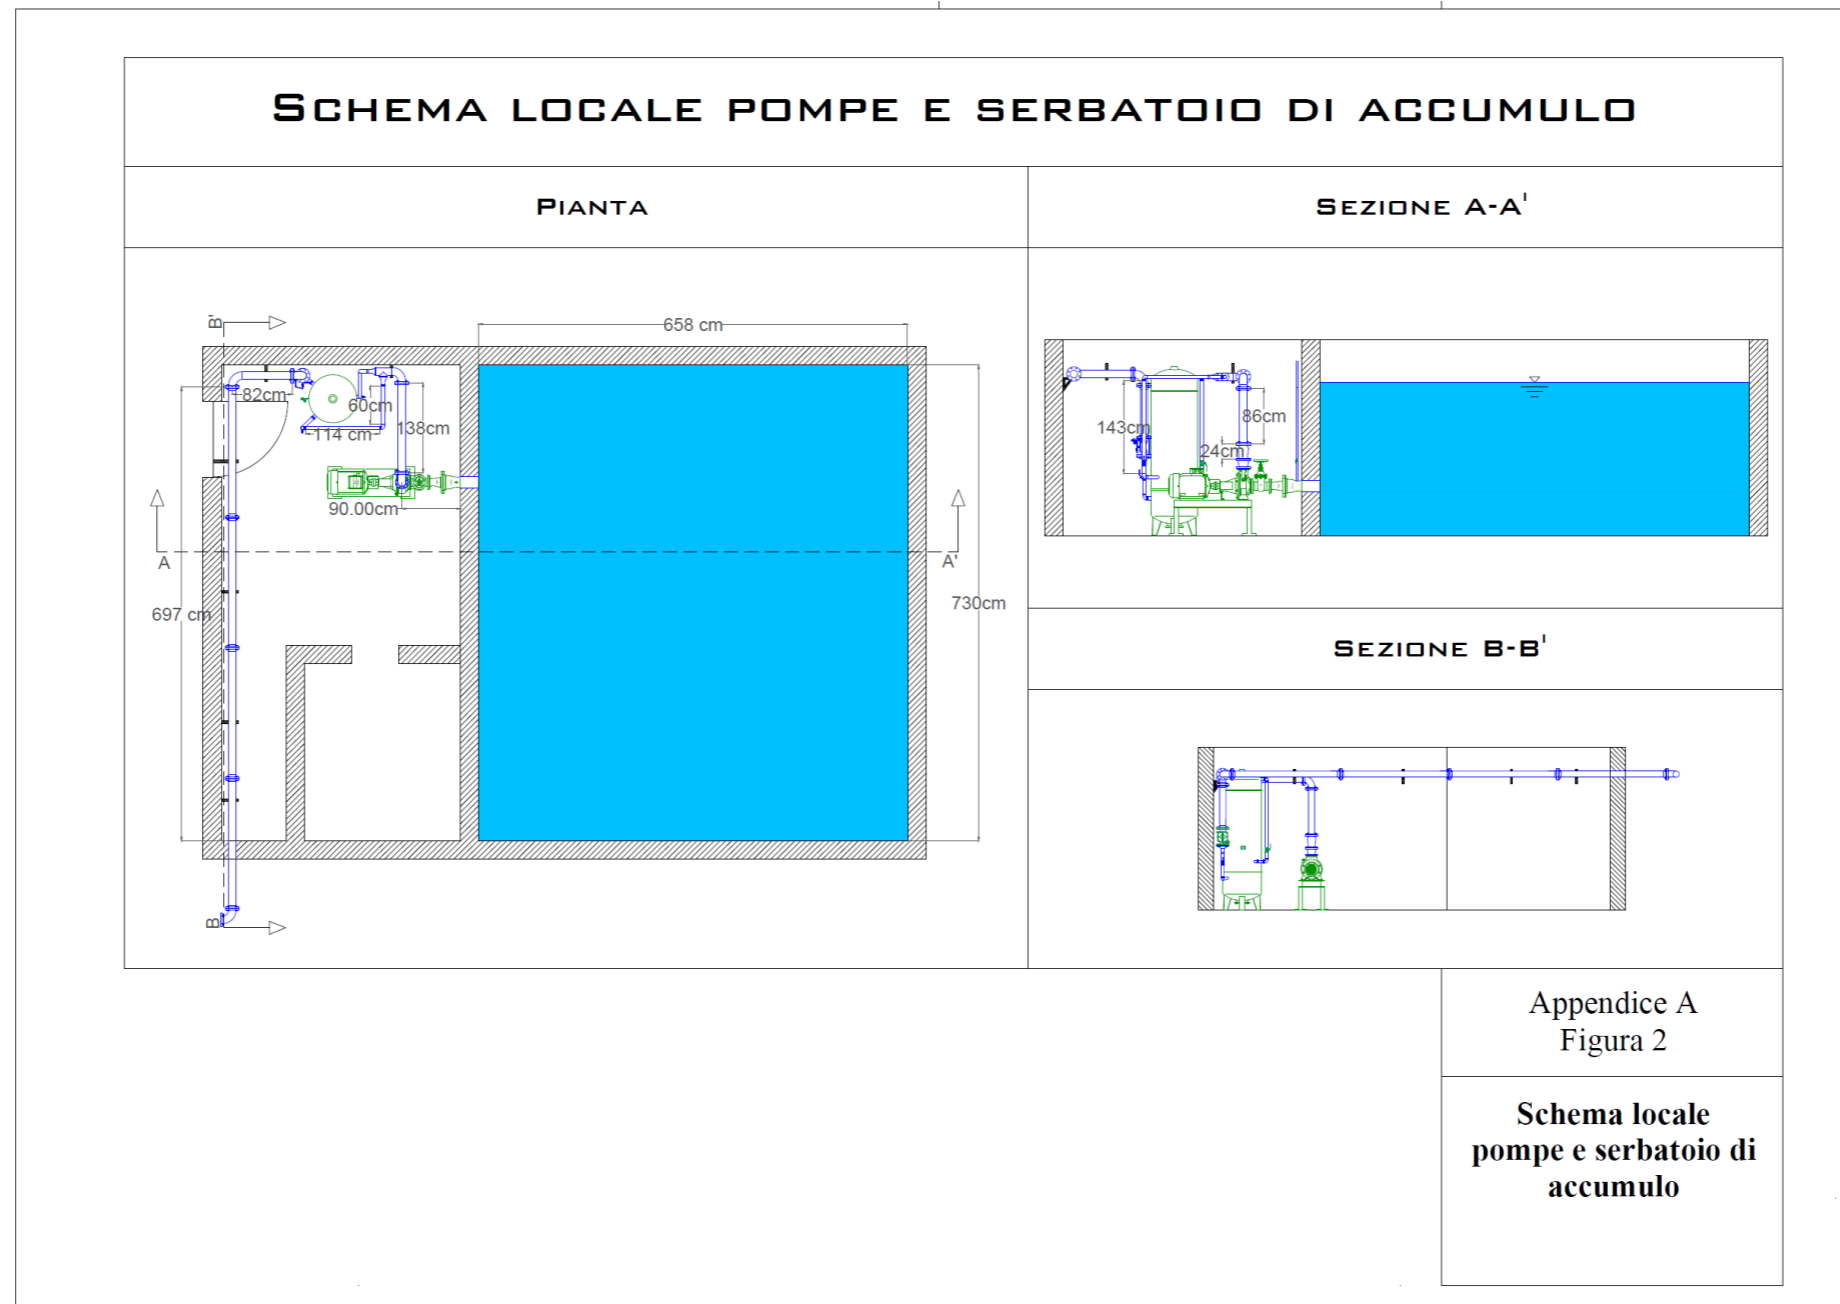 SCHEMA LOCALE POMPE E SERBATOIO DI ACCUMULO
PIANTA
SEZIONE A-A'
B'
658 cm
82cm
60cm
114 cm
138cm
90.00cm
A
A'
697 cm
730cm
B
143cm
86cm
24cm
SEZIONE B-B'
Appendice A
Figura 2
Schema locale
pompe e serbatoio di
accumulo